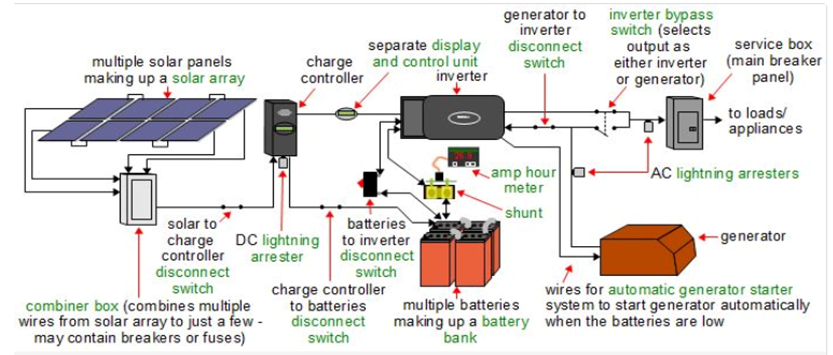 multiple solar panels
making up a solar array
charge
controller
separate display
and control unit
inverter
generator to
inverter
disconnect
switch
inverter bypass
switch (selects
output as
either inverter
or generator)
service box
(main breaker
panel)
to loads/
appliances
amp hour
meter
shunt
AC lightning arresters
solar to
charge
controller
disconnect
switch
DC lightning
arrester
batteries
to inverter
disconnect
switch
charge controller
to batteries
disconnect
switch
multiple batteries
making up a battery
bank
generator
wires for automatic generator starter
system to start generator automatically
when the batteries are low
combiner box (combines multiple
wires from solar array to just a few -
may contain breakers or fuses)